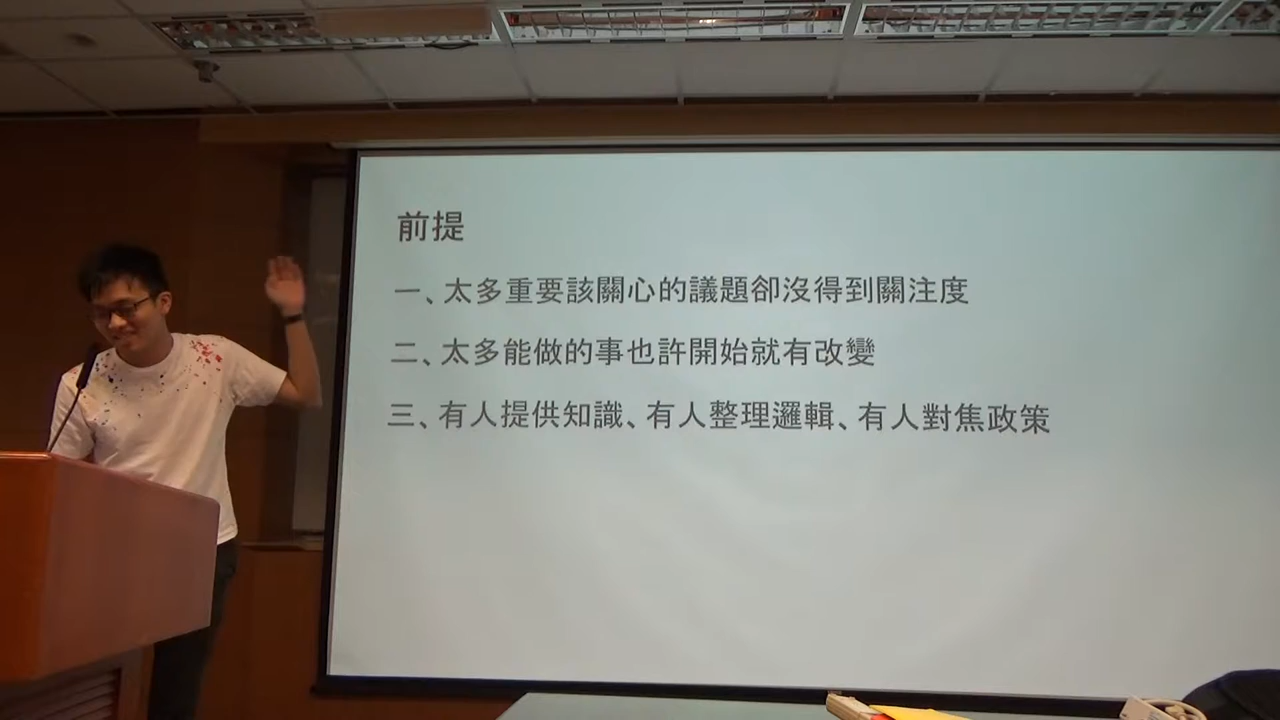 前提
一、太多重要該關心的議題卻沒得到關注度
二、太多能做的事也許開始就有改變
三、有人提供知識、有人整理邏輯、有人對焦政策